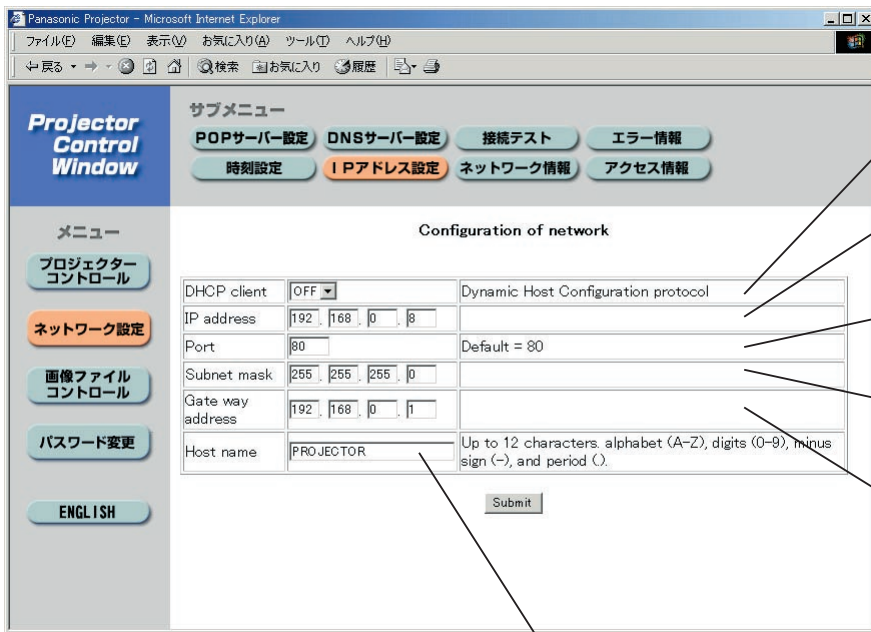 Panasonic Projector - Microsoft Internet Explorer
ファイル(F) 編集(E) 表示(V) お気に入り(A) ツール(T) ヘルプ(H)
戻る 検索 お気に入り 履歴
Projector
Control
Window
サブメニュー
POPサーバー設定 DNSサーバー設定 接続テスト エラー情報
時刻設定 IPアドレス設定 ネットワーク情報 アクセス情報
メニュー
プロジェクター
コントロール
ネットワーク設定
画像ファイル
コントロール
パスワード変更
ENGLISH
Configuration of network
DHCP client OFF Dynamic Host Configuration protocol
IP address 192 . 168 . 0 . 8
Port 80 Default = 80
Subnet mask 255 . 255 . 255 . 0
Gate way
address 192 . 168 . 0 . 1
Host name PROJECTOR Up to 12 characters. alphabet (A-Z), digits (0-9), minus
sign (-), and period (.).
Submit